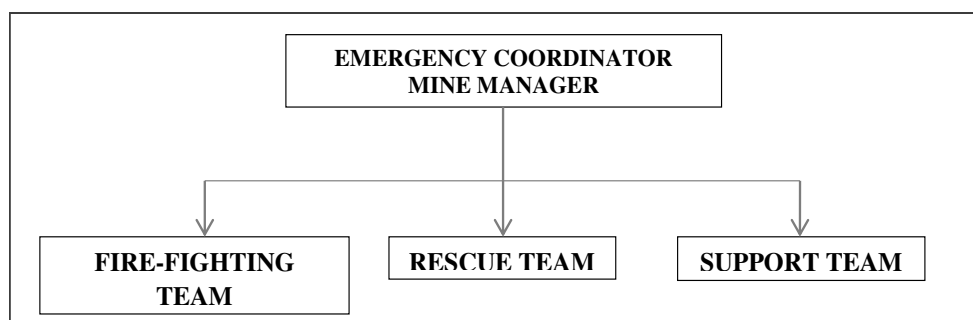 EMERGENCY COORDINATOR
MINE MANAGER
FIRE-FIGHTING
TEAM
RESCUE TEAM
SUPPORT TEAM